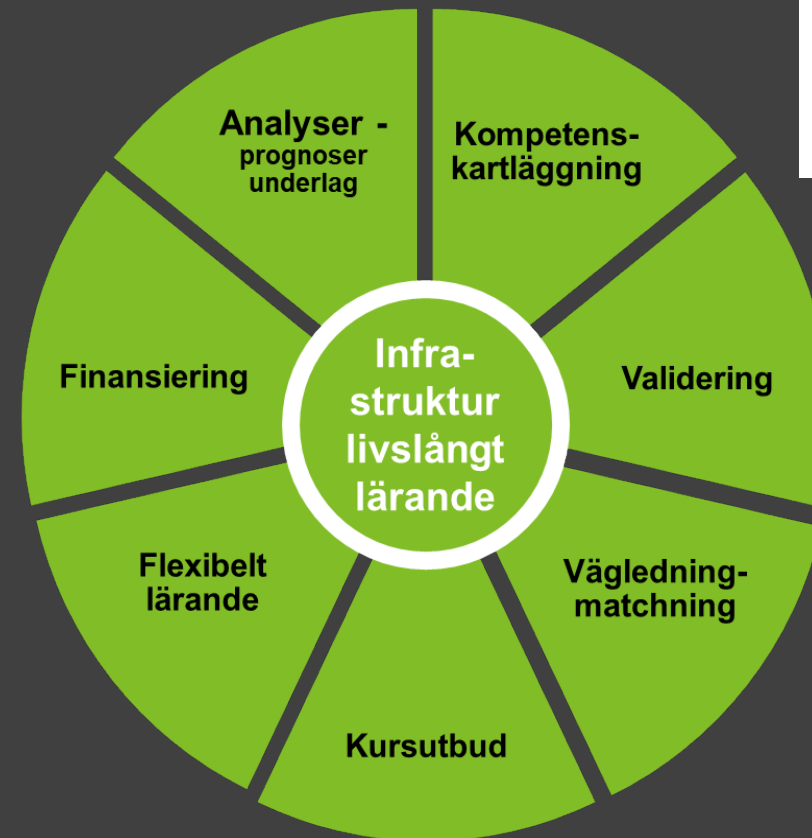 Analyser -
prognoser
underlag
Kompetens-
kartläggning
Finansiering
Infra-
struktur
livslångt
lärande
Validering
Flexibelt
lärande
Vägledning-
matchning
Kursutbud